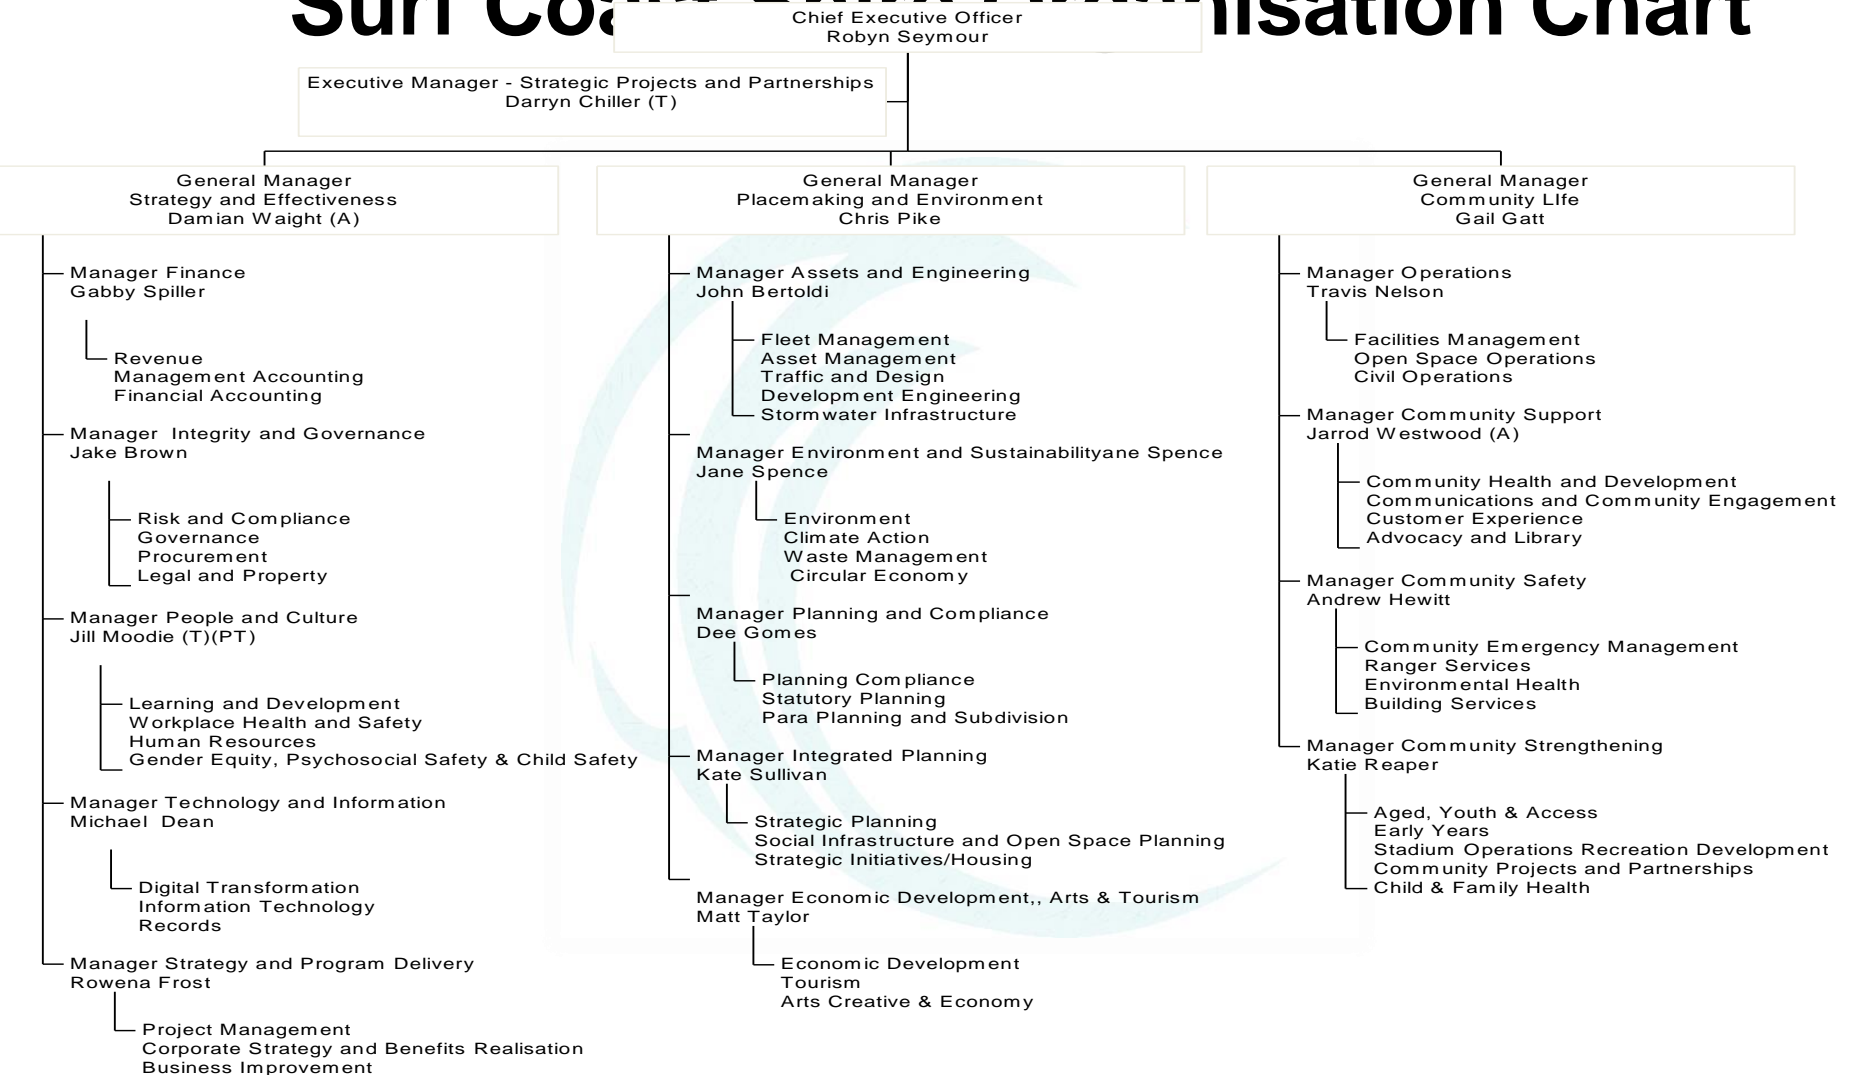 Surf Coast Shire Organisation Chart
Chief Executive Officer
Robyn Seymour
Executive Manager - Strategic Projects and Partnerships
Darryn Chiller (T)
General Manager
Strategy and Effectiveness
Damian Waight (A)
Manager Finance
Gabby Spiller
Revenue
Management Accounting
Financial Accounting
Manager  Integrity and Governance
Jake Brown
Risk and Compliance
Governance
Procurement
Legal and Property
Manager People and Culture
Jill Moodie (T)(PT)
Learning and Development
Workplace Health and Safety
Human Resources
Gender Equity, Psychosocial Safety & Child Safety
Manager Technology and Information
Michael  Dean
Digital Transformation
Information Technology
Records
Manager Strategy and Program Delivery
Rowena Frost
Project Management
Corporate Strategy and Benefits Realisation
Business Improvement
General Manager
Placemaking and Environment
Chris Pike
Manager Assets and Engineering
John Bertoldi
Fleet Management
Asset Management
Traffic and Design
Development Engineering
Stormwater Infrastructure
Manager Environment and Sustainabilityane Spence
Jane Spence
Environment
Climate Action
Waste Management
Circular Economy
Manager Planning and Compliance
Dee Gomes
Planning Compliance
Statutory Planning
Para Planning and Subdivision
Manager Integrated Planning
Kate Sullivan
Strategic Planning
Social Infrastructure and Open Space Planning
Strategic Initiatives/Housing
Manager Economic Development,, Arts & Tourism
Matt Taylor
Economic Development
Tourism
Arts Creative & Economy
General Manager
Community LIfe
Gail Gatt
Manager Operations
Travis Nelson
Facilities Management
Open Space Operations
Civil Operations
Manager Community Support
Jarrod Westwood (A)
Community Health and Development
Communications and Community Engagement
Customer Experience
Advocacy and Library
Manager Community Safety
Andrew Hewitt
Community Emergency Management
Ranger Services
Environmental Health
Building Services
Manager Community Strengthening
Katie Reaper
Aged, Youth & Access
Early Years
Stadium Operations Recreation Development
Community Projects and Partnerships
Child & Family Health